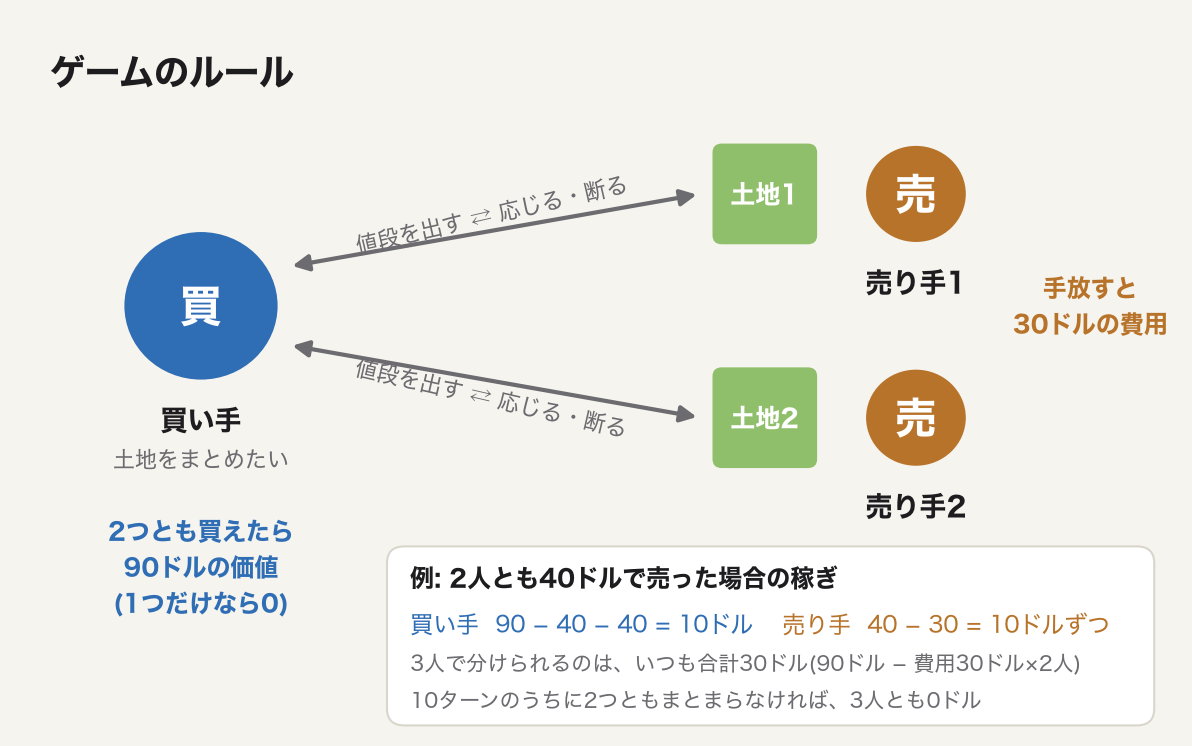 ゲームのルール
値段を出す ⇄ 応じる・断る
土地1
売
売り手1
手放すと
30ドルの費用
買
値段を出す ⇄ 応じる・断る
土地2
売
売り手2
買い手
土地をまとめたい
2つとも買えたら
90ドルの価値
(1つだけなら0)
例: 2人とも40ドルで売った場合の稼ぎ
買い手 90 − 40 − 40 = 10ドル 売り手 40 − 30 = 10ドルずつ
3人で分けられるのは、いつも合計30ドル(90ドル − 費用30ドル×2人)
10ターンのうちに2つともまとまらなければ、3人とも0ドル